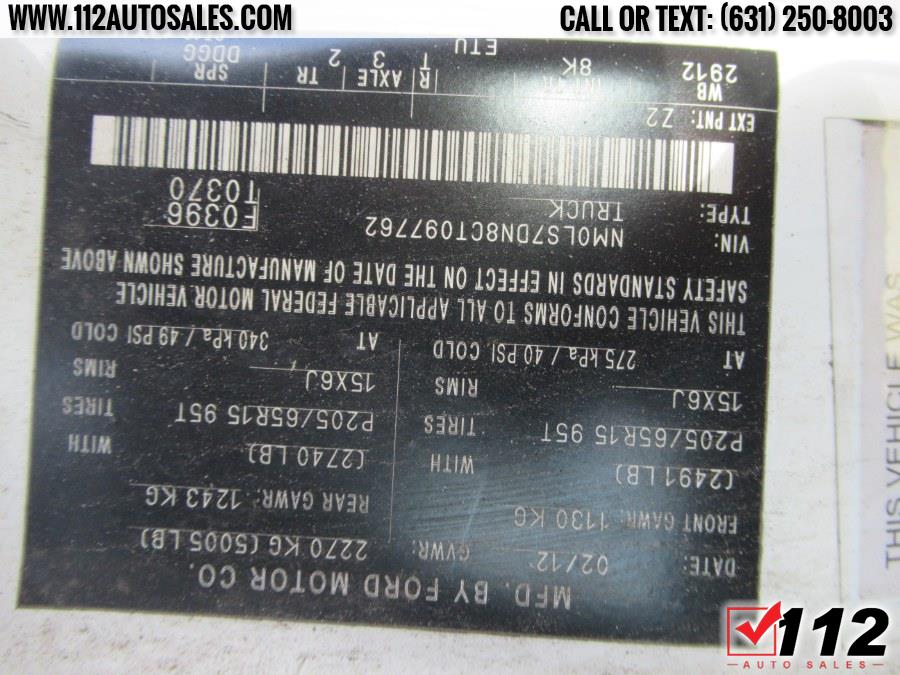 WWW.112AUTOSALES.COM
CALL OR TEXT: (631) 250-8003
MFD. BY FORD MOTOR CO.
DATE: 02/12 GVWR: 2270 KG (5005 LB)
FRONT GAWR: 1130 KG REAR GAWR: 1243 KG
(2491 LB) WITH (2740 LB) WITH
P205/65R15 95T TIRES P205/65R15 95T TIRES
15X6J RIMS 15X6J RIMS
AT 275 kPa / 40 PSI COLD AT 340 kPa / 49 PSI COLD
THIS VEHICLE CONFORMS TO ALL APPLICABLE FEDERAL MOTOR VEHICLE
SAFETY STANDARDS IN EFFECT ON THE DATE OF MANUFACTURE SHOWN ABOVE
VIN: NM0LS7DN8CT097762 F0396
TYPE: TRUCK T0370
EXT PNT: Z2
WB INT TR R AXLE TR SPR
2912 8K T 3 2 DDGG
ETU
THIS VEHICLE WAS
112
AUTO SALES